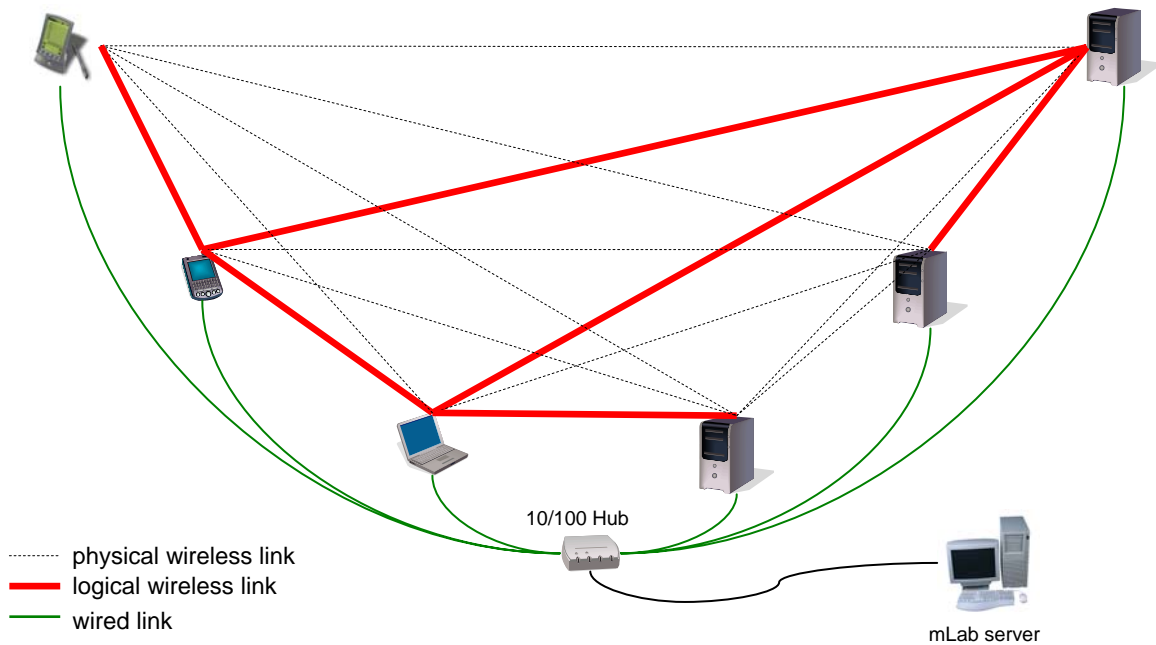 10/100 Hub
physical wireless link
logical wireless link
wired link
mLab server